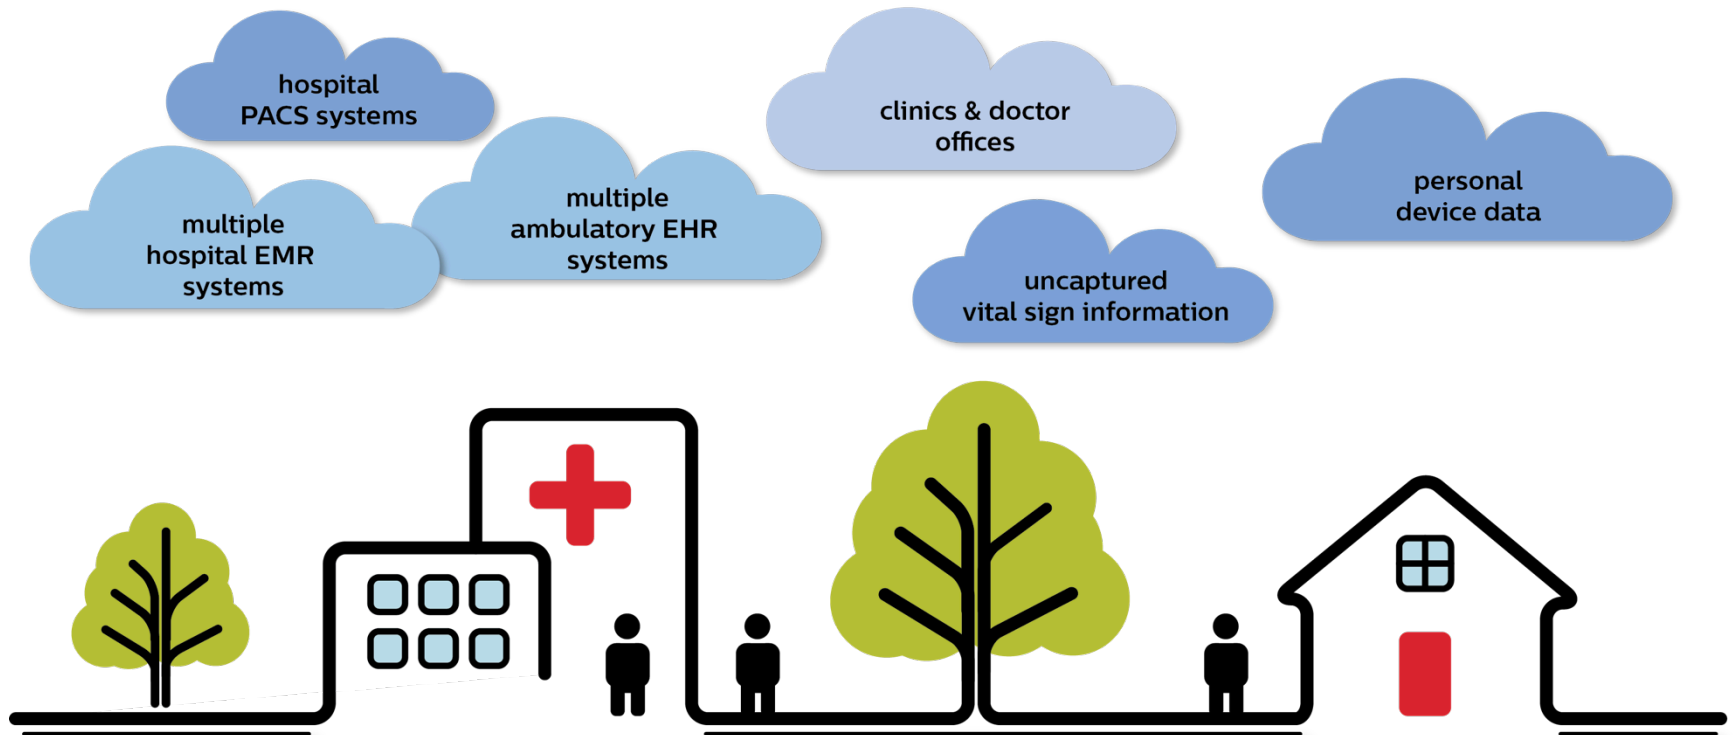 hospital
PACS systems
multiple
hospital EMR
systems
multiple
ambulatory EHR
systems
clinics & doctor
offices
uncaptured
vital sign information
personal
device data